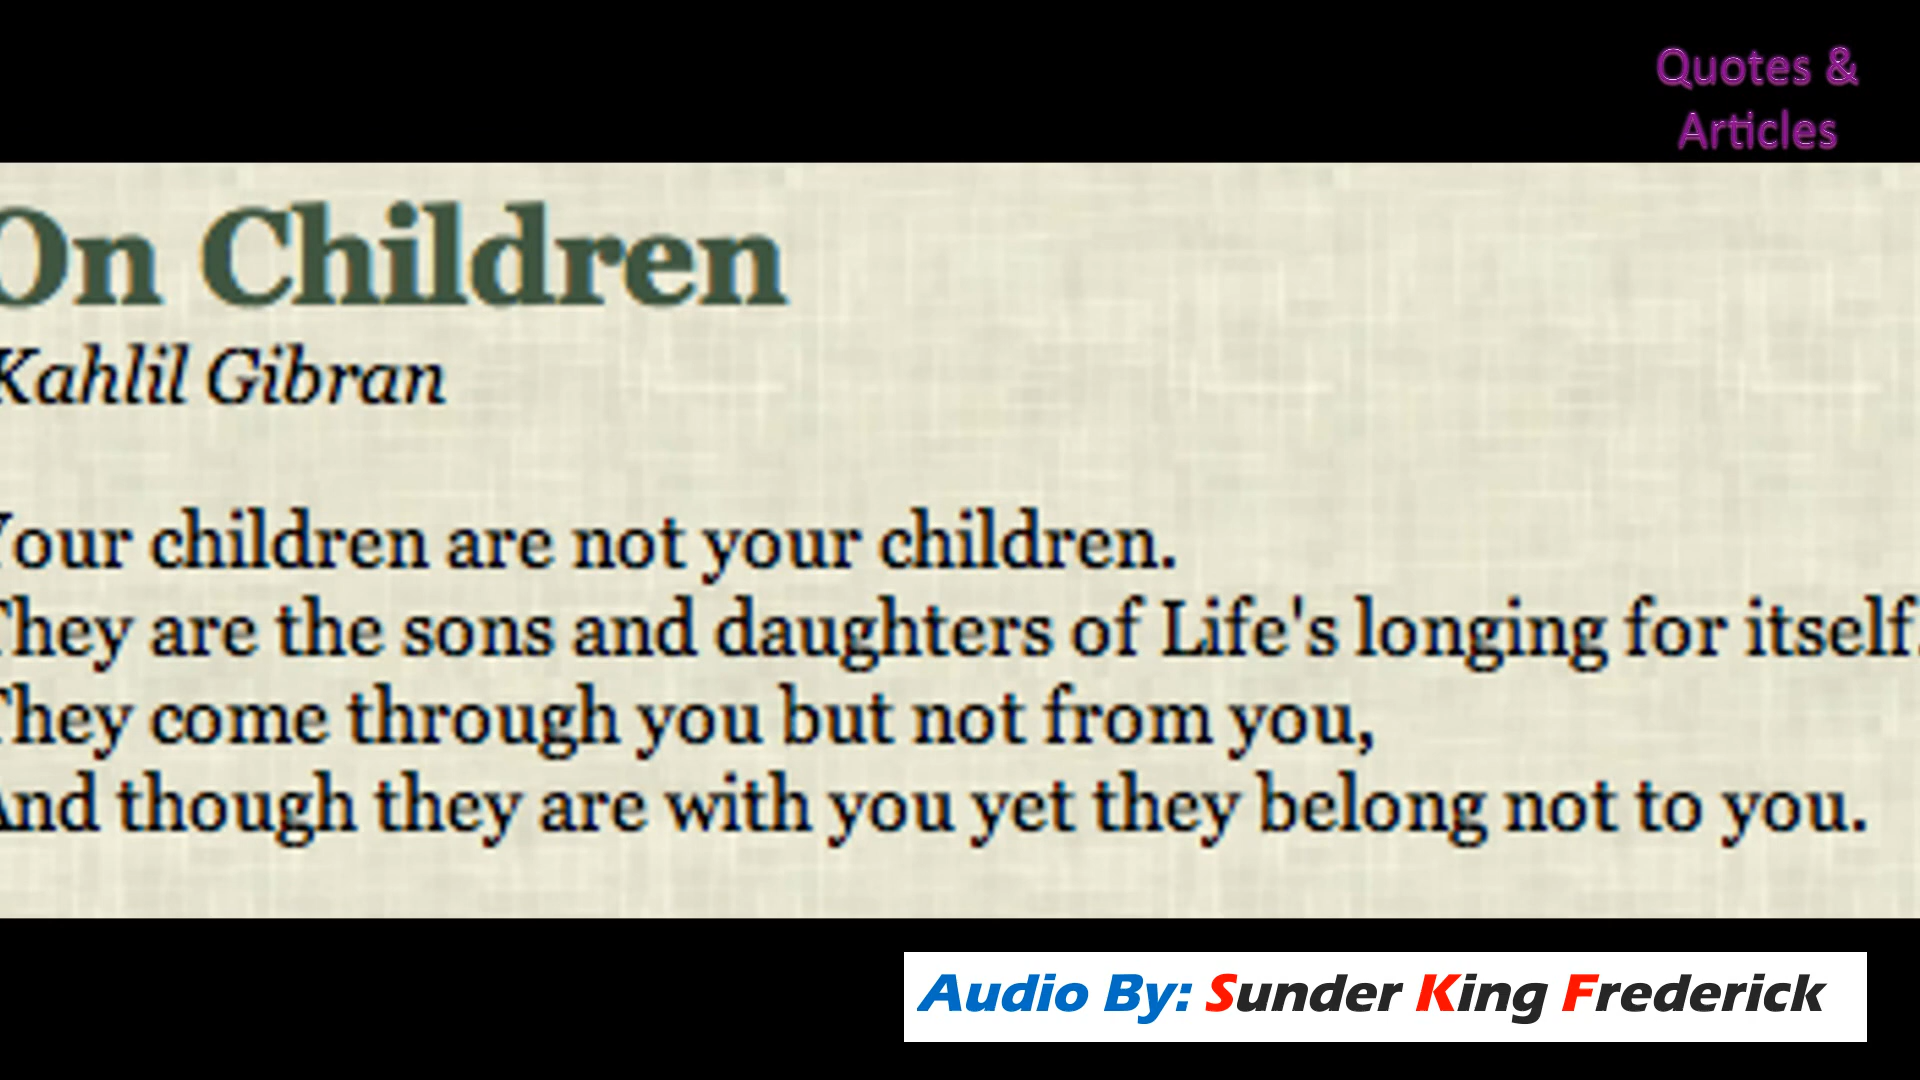 Quotes &
Articles
On Children
Kahlil Gibran
Your children are not your children.
They are the sons and daughters of Life's longing for itself.
They come through you but not from you,
And though they are with you yet they belong not to you.
Audio By: Sunder King Frederick